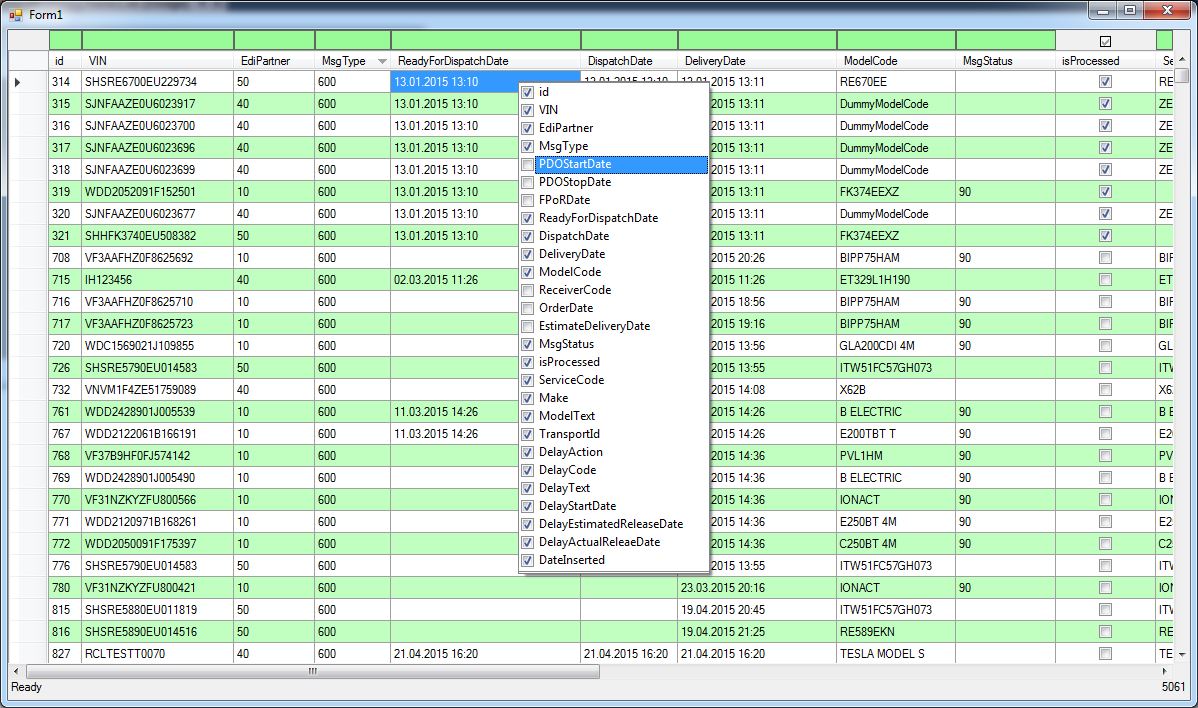 Form1
id VIN EdiPartner MsgType ReadyForDispatchDate DispatchDate DeliveryDate ModelCode MsgStatus isProcessed Se
314 SHSRE6700EU229734 50 600 13.01.2015 13:10 13.01.2015 13:10 13.01.2015 13:11 RE670EE RE
315 SJNFAAZE0U6023917 40 600 13.01.2015 13:10 2015 13:11 DummyModelCode ZE
316 SJNFAAZE0U6023700 40 600 13.01.2015 13:10 2015 13:11 DummyModelCode ZE
317 SJNFAAZE0U6023696 40 600 13.01.2015 13:10 2015 13:11 DummyModelCode ZE
318 SJNFAAZE0U6023699 40 600 13.01.2015 13:10 2015 13:11 DummyModelCode ZE
319 WDD2052091F152501 10 600 13.01.2015 13:10 2015 13:11 FK374EEXZ 90
320 SJNFAAZE0U6023677 40 600 13.01.2015 13:10 2015 13:11 DummyModelCode ZE
321 SHHFK3740EU508382 50 600 13.01.2015 13:10 2015 13:11 FK374EEXZ
708 VF3AAFHZ0F8625692 10 600 2015 20:26 BIPP75HAM 90 BIF
715 IH123456 40 600 02.03.2015 11:26 2015 11:26 ET329L1H190 ET
716 VF3AAFHZ0F8625710 10 600 2015 18:56 BIPP75HAM 90 BIF
717 VF3AAFHZ0F8625723 10 600 2015 19:16 BIPP75HAM 90 BIF
720 WDC1569021J109855 10 600 2015 13:56 GLA200CDI 4M 90 GL
726 SHSRE5790EU014583 50 600 2015 13:55 ITW51FC57GH073 ITW
732 VNVM1F4ZE51759089 40 600 2015 14:08 X62B X6
761 WDD2428901J005539 10 600 11.03.2015 14:26 2015 14:26 B ELECTRIC 90 B E
767 WDD2122061B166191 10 600 11.03.2015 14:26 2015 14:26 E200TBT T 90 E2
768 VF37B9HF0FJ574142 10 600 2015 14:36 PVL1HM 90 PV
769 WDD2428901J005490 10 600 2015 14:36 B ELECTRIC 90 B E
770 VF31NZKYZFU800566 10 600 2015 14:36 IONACT 90 ION
771 WDD2120971B168261 10 600 2015 14:36 E250BT 4M 90 E2
772 WDD2050091F175397 10 600 2015 14:36 C250BT 4M 90 C2
776 SHSRE5790EU014583 50 600 2015 13:55 ITW51FC57GH073 ITW
780 VF31NZKYZFU800421 10 600 23.03.2015 20:16 IONACT 90 ION
815 SHSRE5880EU011819 50 600 19.04.2015 20:45 ITW51FC57GH073 ITW
816 SHSRE5890EU014516 50 600 19.04.2015 21:25 RE589EKN RE
827 RCLTESTT0070 40 600 21.04.2015 16:20 21.04.2015 16:20 21.04.2015 16:20 TESLA MODEL S TE
id
VIN
EdiPartner
MsgType
PDOStartDate
PDOStopDate
FPoRDate
ReadyForDispatchDate
DispatchDate
DeliveryDate
ModelCode
ReceiverCode
OrderDate
EstimateDeliveryDate
MsgStatus
isProcessed
ServiceCode
Make
ModelText
TransportId
DelayAction
DelayCode
DelayText
DelayStartDate
DelayEstimatedReleaseDate
DelayActualReleaeDate
DateInserted
Ready 5061